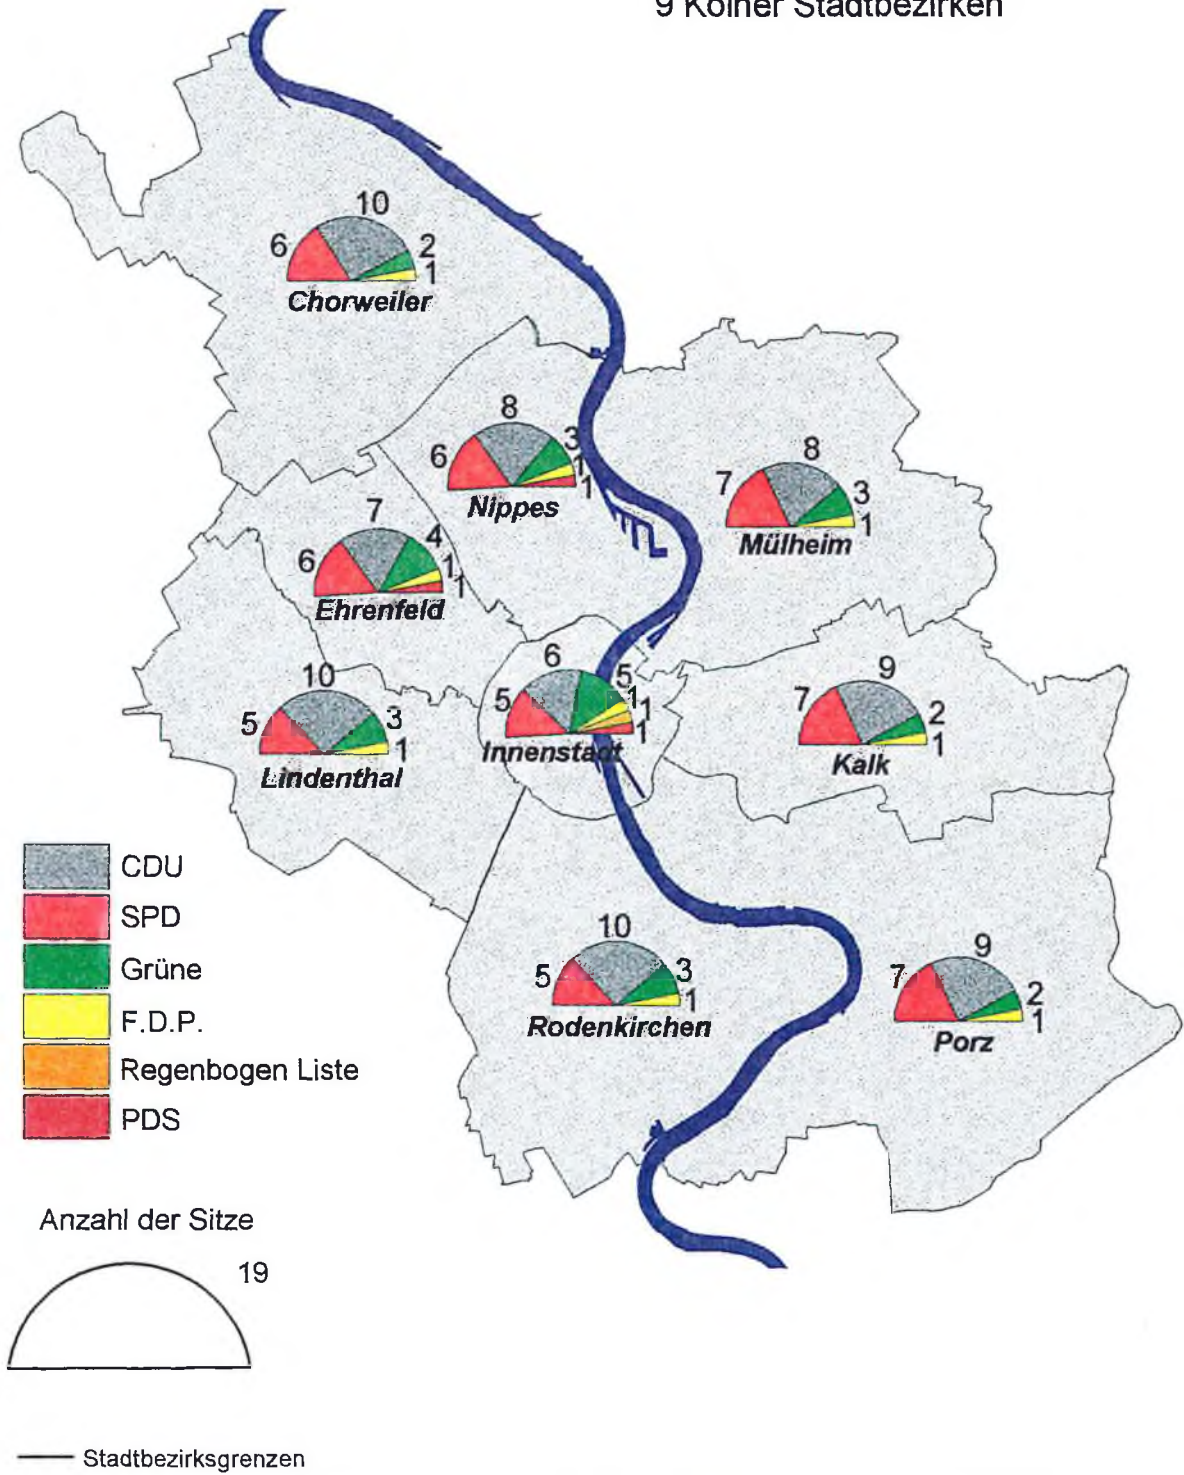 9 Kölner Stadtbezirken
10
6
2
1
Chorweiler
8
6
3
1
1
Nippes
8
7
3
1
Mülheim
7
6
4
1
1
Ehrenfeld
10
5
3
1
Lindenthal
6
5
5
1
1
1
Innenstadt
9
7
2
1
Kalk
CDU
SPD
Grüne
F.D.P.
Regenbogen Liste
PDS
10
5
3
1
Rodenkirchen
9
7
2
1
Porz
Anzahl der Sitze
19
Stadtbezirksgrenzen